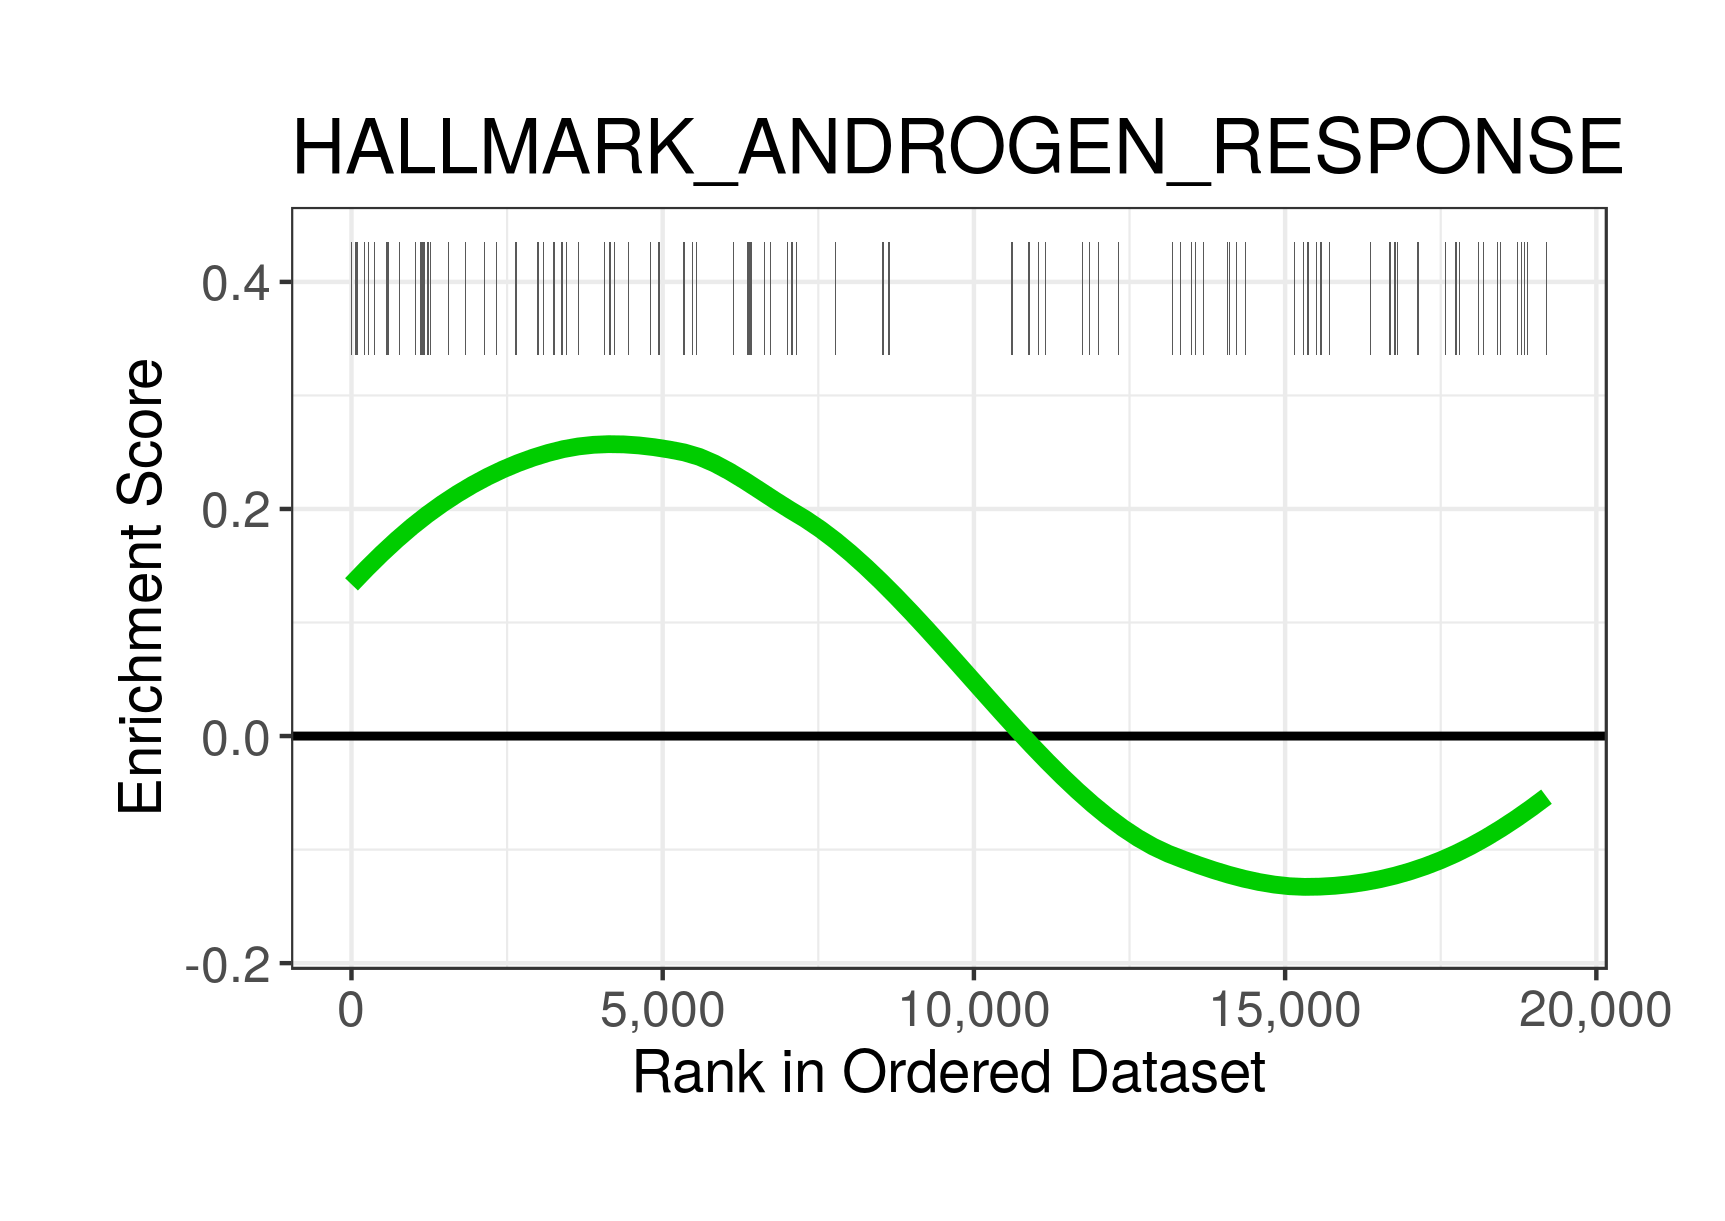 HALLMARK_ANDROGEN_RESPONSE
0.4
0.2
0.0
-0.2
Enrichment Score
0 5,000 10,000 15,000 20,000
Rank in Ordered Dataset